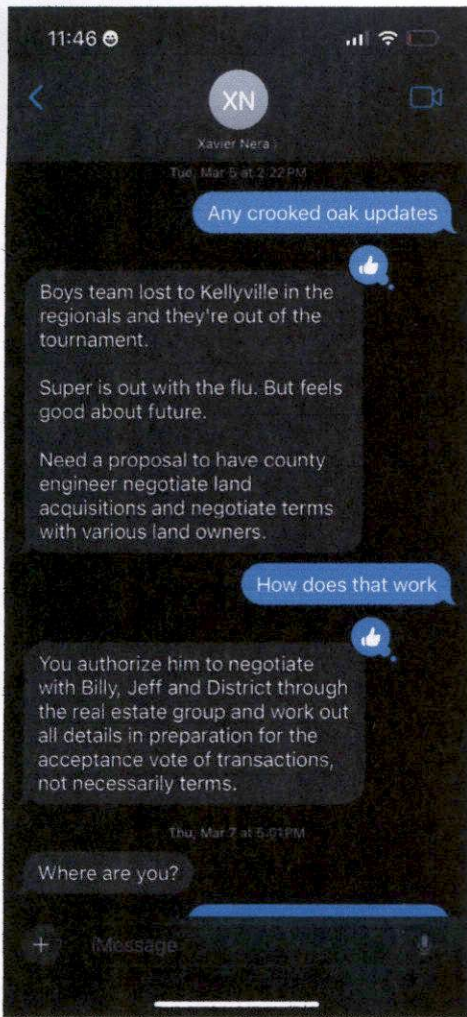 11:46
XN
Xavier Nera
Tue, Mar 5 at 2:22 PM
Any crooked oak updates
Boys team lost to Kellyville in the
regionals and they're out of the
tournament.
Super is out with the flu. But feels
good about future.
Need a proposal to have county
engineer negotiate land
acquisitions and negotiate terms
with various land owners.
How does that work
You authorize him to negotiate
with Billy, Jeff and District through
the real estate group and work out
all details in preparation for the
acceptance vote of transactions,
not necessarily terms.
Thu, Mar 7 at 5:01 PM
Where are you?
iMessage